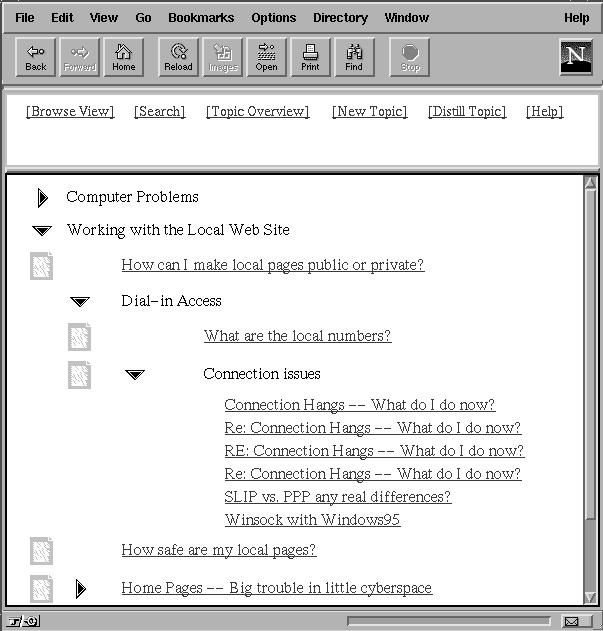 File Edit View Go Bookmarks Options Directory Window Help
Back Forward Home Reload Images Open Print Find Stop N
[Browse View] [Search] [Topic Overview] [New Topic] [Distill Topic] [Help]
Computer Problems
Working with the Local Web Site
How can I make local pages public or private?
Dial-in Access
What are the local numbers?
Connection issues
Connection Hangs -- What do I do now?
Re: Connection Hangs -- What do I do now?
RE: Connection Hangs -- What do I do now?
Re: Connection Hangs -- What do I do now?
SLIP vs. PPP any real differences?
Winsock with Windows95
How safe are my local pages?
Home Pages -- Big trouble in little cyberspace